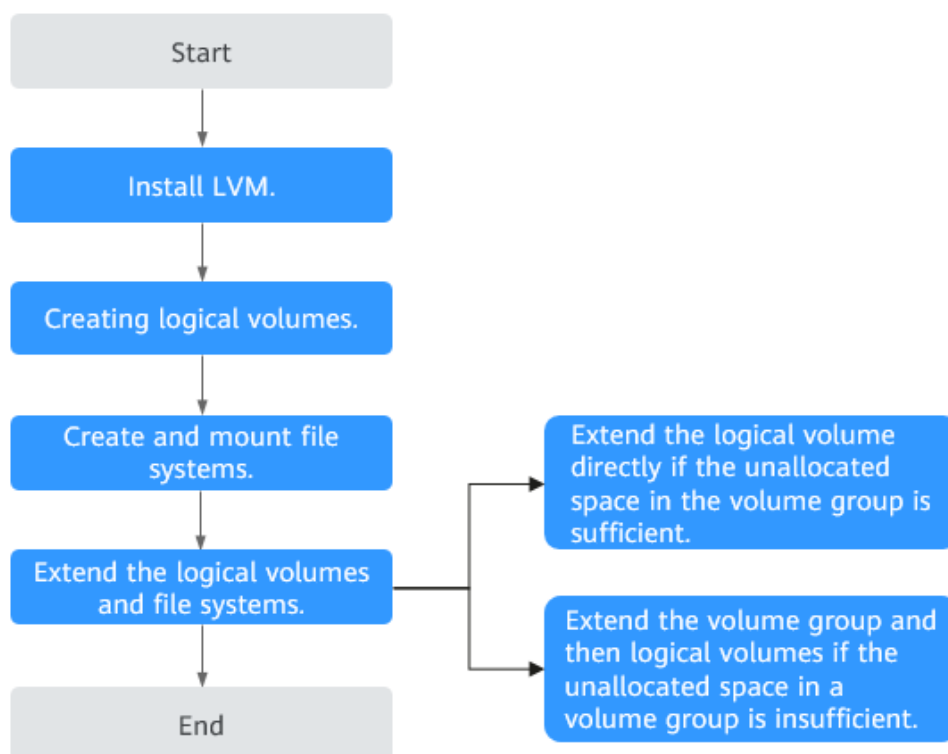 Start
Install LVM.
Creating logical volumes.
Create and mount file
systems.
Extend the logical volumes
and file systems.
End
Extend the logical volume
directly if the unallocated
space in the volume group is
sufficient.
Extend the volume group and
then logical volumes if the
unallocated space in a
volume group is insufficient.